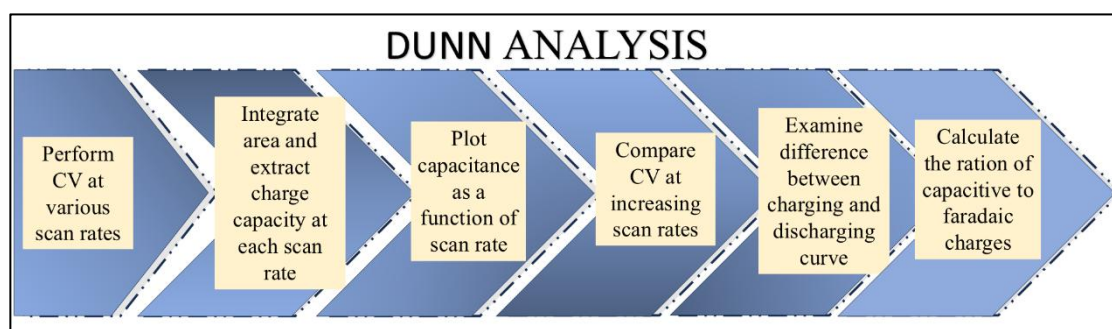 DUNN ANALYSIS
Perform
CV at
various
scan rates
Integrate
area and
extract
charge
capacity at
each scan
rate
Plot
capacitance
as a
function of
scan rate
Compare
CV at
increasing
scan rates
Examine
difference
between
charging and
discharging
curve
Calculate
the ration of
capacitive to
faradaic
charges